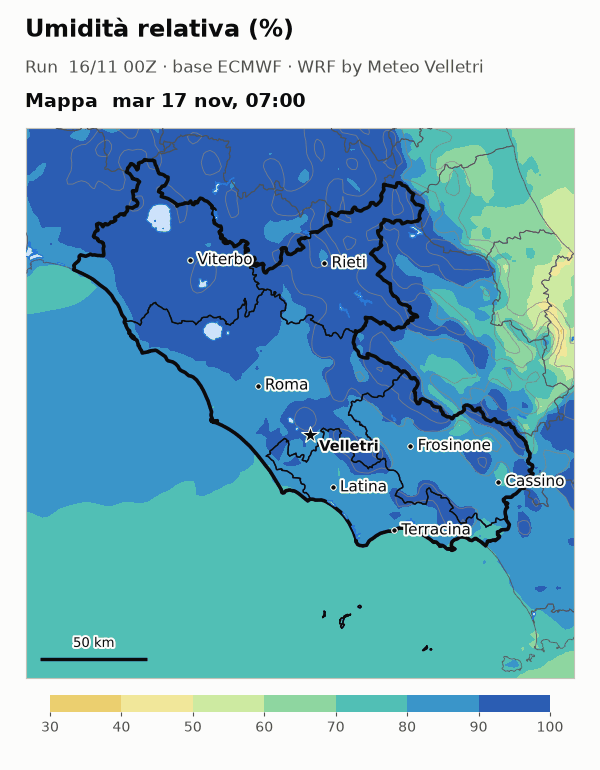 Umidità relativa (%)
Run 16/11 00Z · base ECMWF · WRF by Meteo Velletri
Mappa mar 17 nov, 07:00
Viterbo
Rieti
Roma
Velletri
Frosinone
Cassino
Latina
Terracina
50 km
30 40 50 60 70 80 90 100